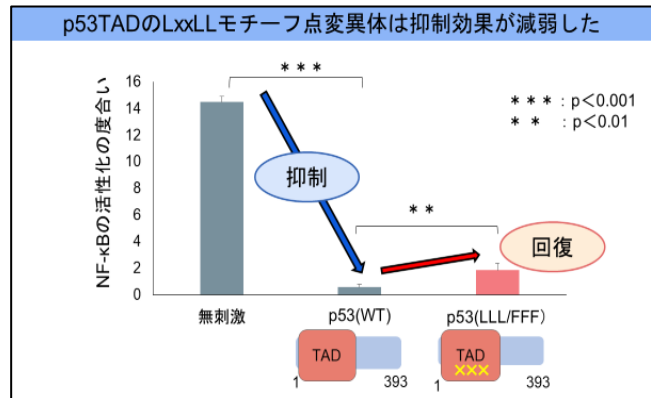 p53TADのLxxLLモチーフ点変異体は抑制効果が減弱した
NF-κBの活性化の度合い
16
14
12
10
8
6
4
2
0
***
抑制
**
回復
*** : p<0.001
** : p<0.01
無刺激
p53(WT)
p53(LLL/FFF)
TAD
1
393
TAD
×××
1
393